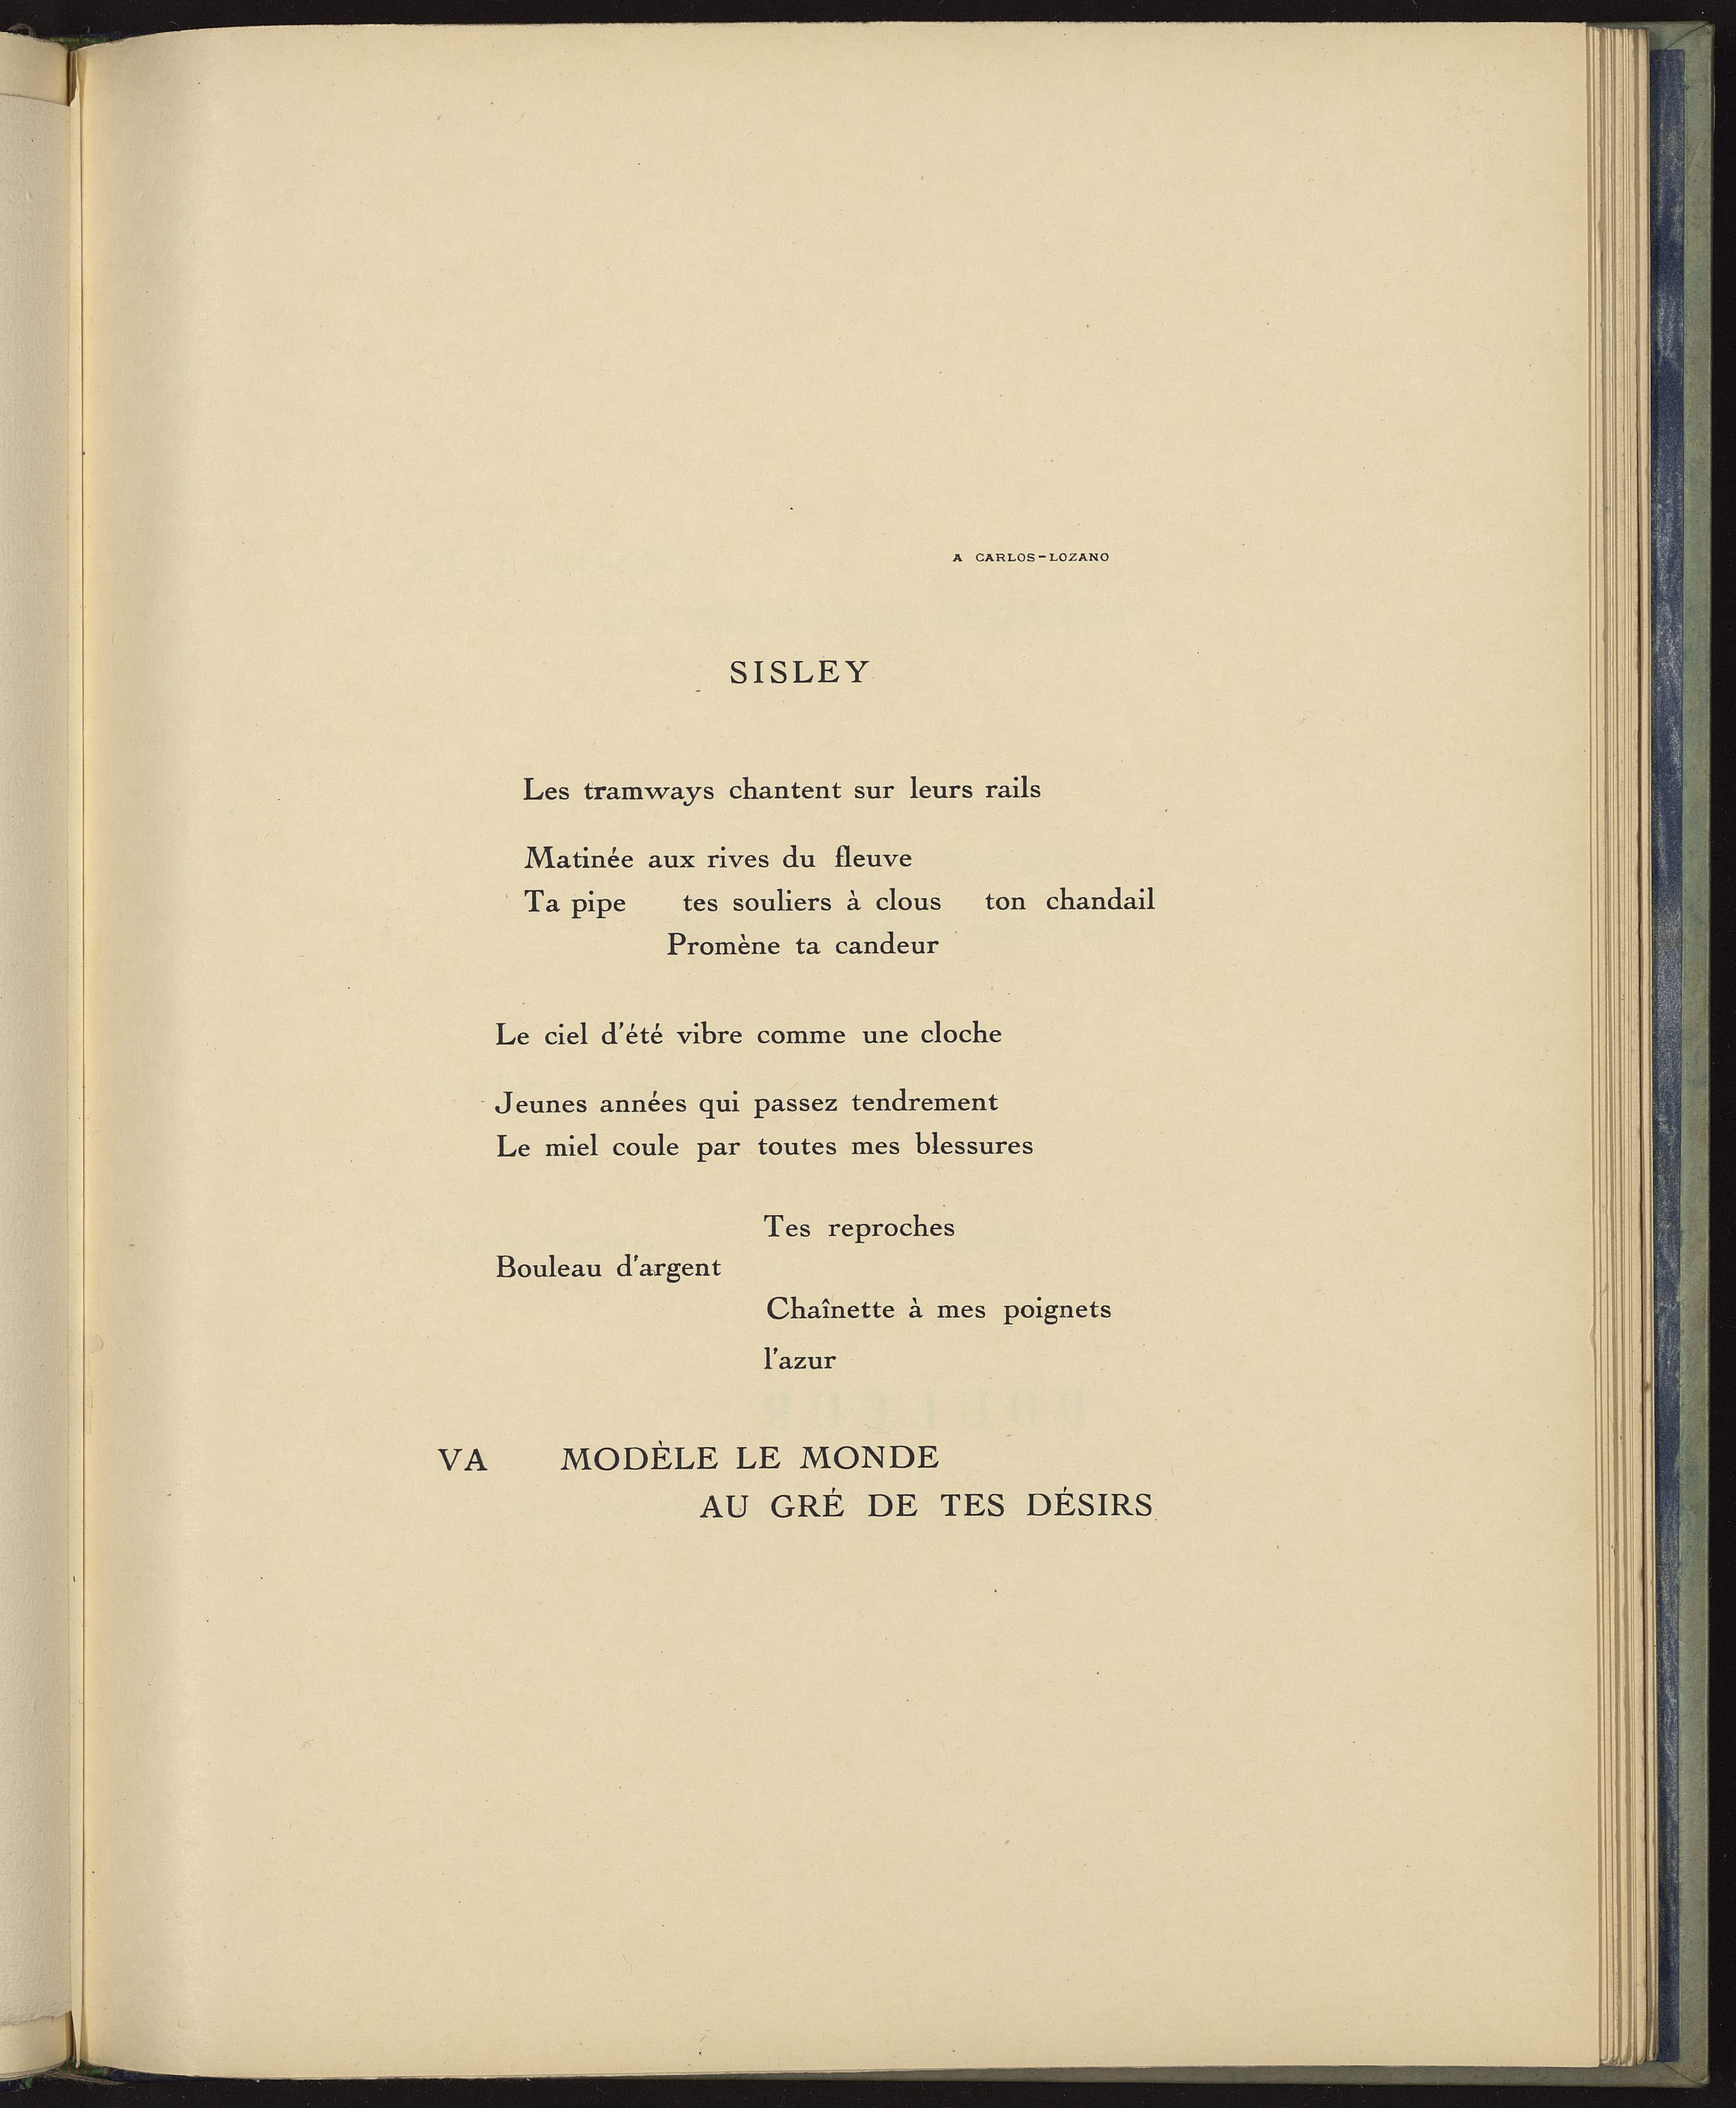 A CARLOS-LOZANO
SISLEY
Les tramways chantent sur leurs rails
Matinée aux rives du fleuve
Ta pipe tes souliers à clous ton chandail
Promène ta candeur
Le ciel d'été vibre comme une cloche
Jeunes années qui passez tendrement
Le miel coule par toutes mes blessures
Tes reproches
Bouleau d'argent
Chaînette à mes poignets
l'azur
VA MODÈLE LE MONDE
AU GRÉ DE TES DÉSIRS